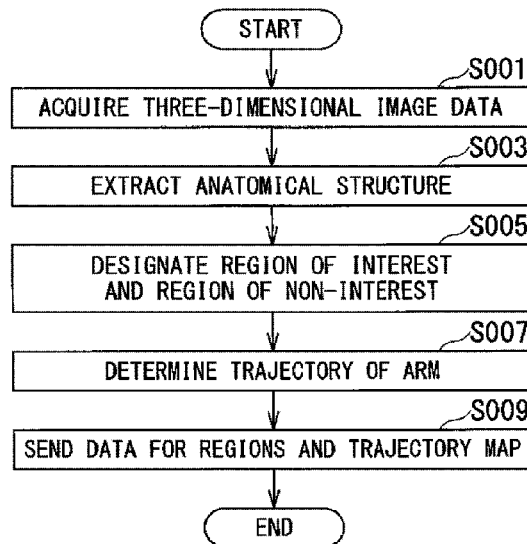 START
S001
ACQUIRE THREE-DIMENSIONAL IMAGE DATA
S003
EXTRACT ANATOMICAL STRUCTURE
S005
DESIGNATE REGION OF INTEREST
AND REGION OF NON-INTEREST
S007
DETERMINE TRAJECTORY OF ARM
S009
SEND DATA FOR REGIONS AND TRAJECTORY MAP
END